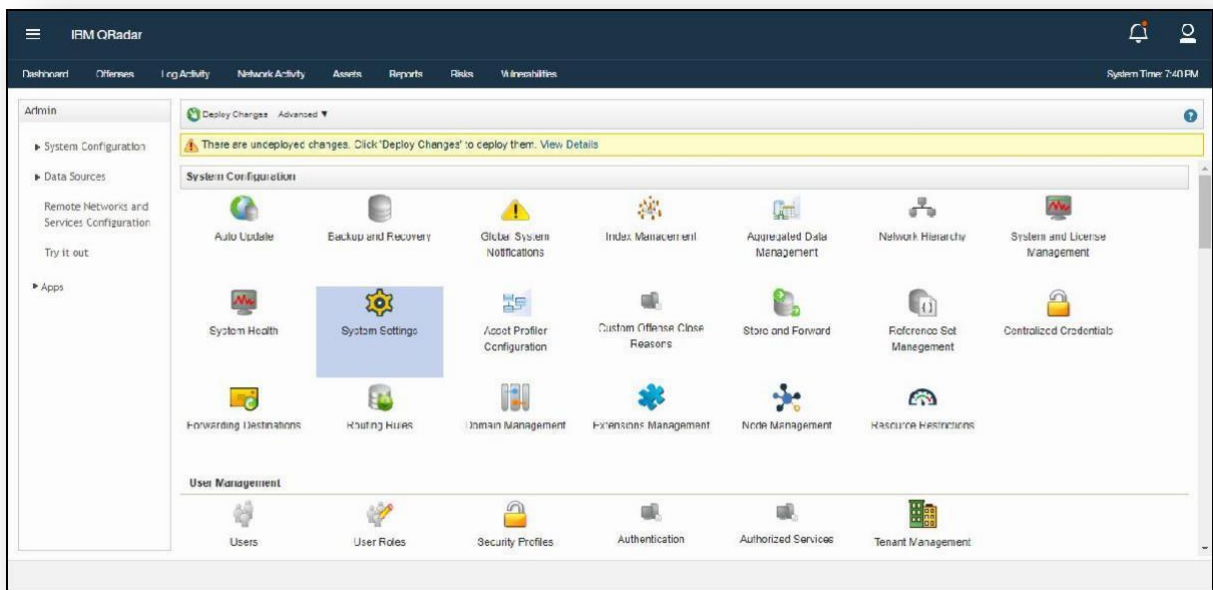 IBM QRadar
Dashboard Offenses Log Activity Network Activity Assets Reports Risks Vulnerabilities System Time: 7:40 PM
Admin
System Configuration
Data Sources
Remote Networks and
Services Configuration
Try it out
Apps
Deploy Changes Advanced ▼
There are undeployed changes. Click 'Deploy Changes' to deploy them. View Details
System Configuration
Auto Update
Backup and Recovery
Global System
Notifications
Index Management
Aggregated Data
Management
Network Hierarchy
System and License
Management
System Health
System Settings
Asset Profiler
Configuration
Custom Offense Close
Reasons
Store and Forward
Reference Set
Management
Centralized Credentials
Forwarding Destinations
Routing Rules
Domain Management
Extensions Management
Node Management
Resource Restrictions
User Management
Users
User Roles
Security Profiles
Authentication
Authorized Services
Tenant Management